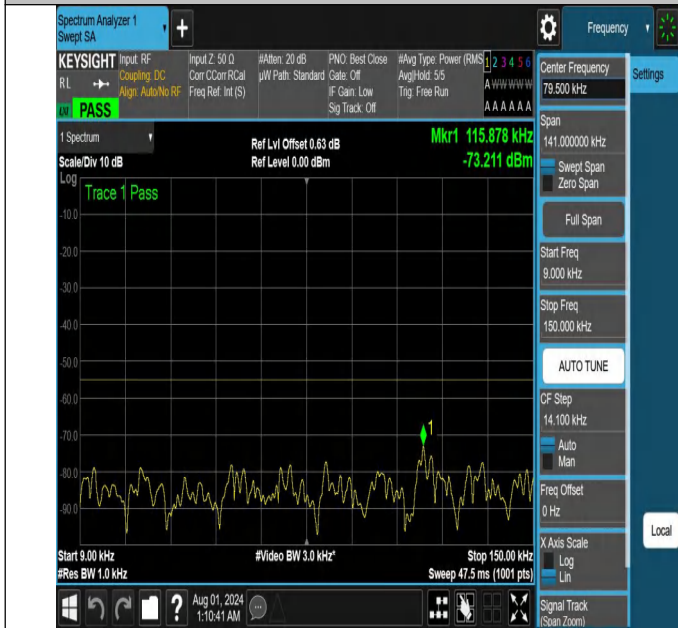 Spectrum Analyzer 1
Swept SA
Frequency
KEYSIGHT
RL
PASS
Input: RF
Coupling: DC
Align: Auto/No RF
Input Z: 50 Ω
Corr CCorr RCal
Freq Ref: Int (S)
#Atten: 20 dB
µW Path: Standard
PNO: Best Close
Gate: Off
IF Gain: Low
Sig Track: Off
#Avg Type: Power (RMS
Avg|Hold: 5/5
Trig: Free Run
1 2 3 4 5 6
A W W W W W
A A A A A A
1 Spectrum
Scale/Div 10 dB
Ref Lvl Offset 0.63 dB
Ref Level 0.00 dBm
Mkr1 115.878 kHz
-73.211 dBm
Log
Trace 1 Pass
-10.0
-20.0
-30.0
-40.0
-50.0
-60.0
-70.0
-80.0
-90.0
1
Start 9.00 kHz
#Res BW 1.0 kHz
#Video BW 3.0 kHz*
Stop 150.00 kHz
Sweep 47.5 ms (1001 pts)
Aug 01, 2024
1:10:41 AM
?
Center Frequency
79.500 kHz
Settings
Span
141.000000 kHz
Swept Span
Zero Span
Full Span
Start Freq
9.000 kHz
Stop Freq
150.000 kHz
AUTO TUNE
CF Step
14.100 kHz
Auto
Man
Freq Offset
0 Hz
Local
X Axis Scale
Log
Lin
Signal Track
(Span Zoom)